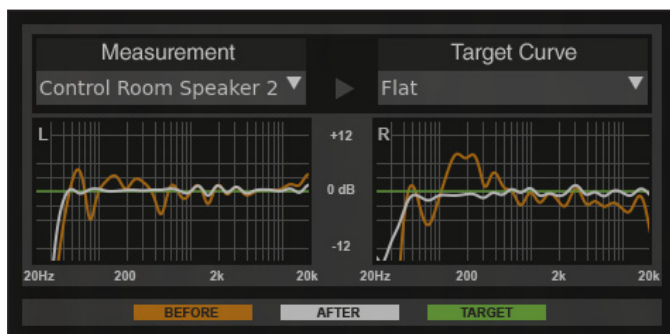 Measurement
Target Curve
Control Room Speaker 2
Flat
L
+12
R
0 dB
-12
20Hz 200 2k 20k
20Hz 200 2k 20k
BEFORE AFTER TARGET